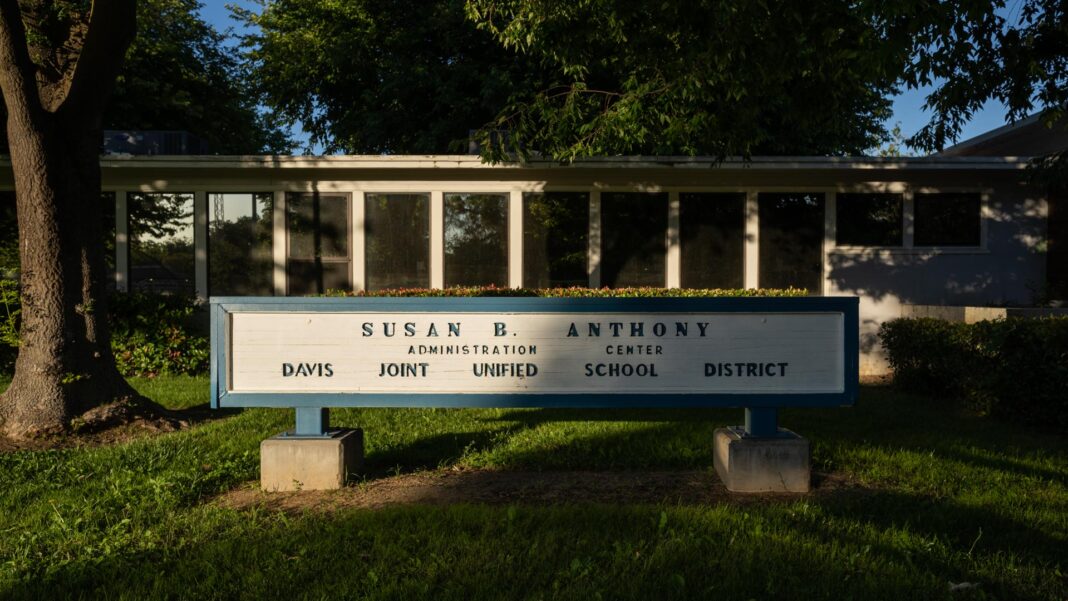 SUSAN B. ANTHONY
ADMINISTRATION CENTER
DAVIS JOINT UNIFIED SCHOOL DISTRICT